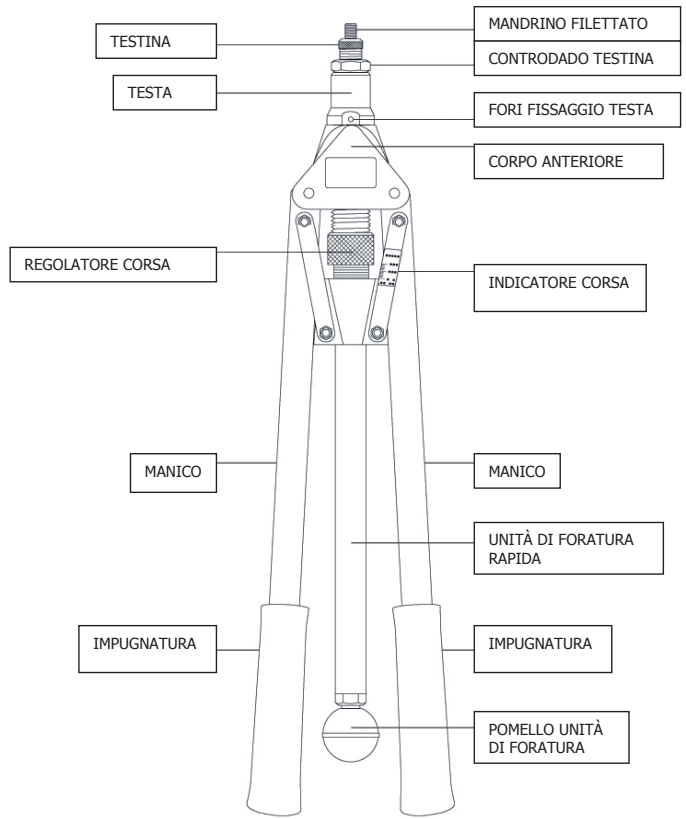 MANDRINO FILETTATO
TESTINA
CONTRODADO TESTINA
TESTA
FORI FISSAGGIO TESTA
CORPO ANTERIORE
REGOLATORE CORSA
INDICATORE CORSA
MANICO
MANICO
UNITÀ DI FORATURA
RAPIDA
IMPUGNATURA
IMPUGNATURA
POMELLO UNITÀ
DI FORATURA